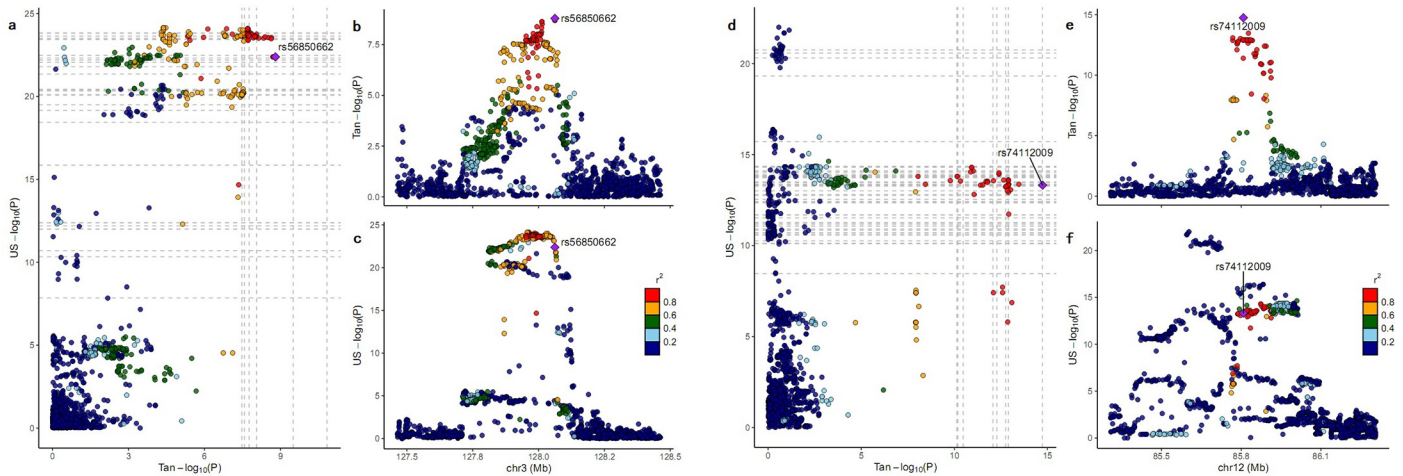 a
25
20
15
10
5
0
US −log10(P)
0
3
6
9
Tan −log10(P)
rs56850662
b
7.5
5.0
2.5
0.0
Tan −log10(P)
rs56850662
c
25
20
15
10
5
0
US −log10(P)
rs56850662
r2
0.8
0.6
0.4
0.2
127.5
127.8
128.0
128.2
128.5
chr3 (Mb)
d
20
15
10
5
0
US −log10(P)
0
5
10
15
Tan −log10(P)
rs74112009
e
15
10
5
0
Tan −log10(P)
rs74112009
f
20
15
10
5
0
US −log10(P)
rs74112009
r2
0.8
0.6
0.4
0.2
85.5
85.8
86.1
chr12 (Mb)